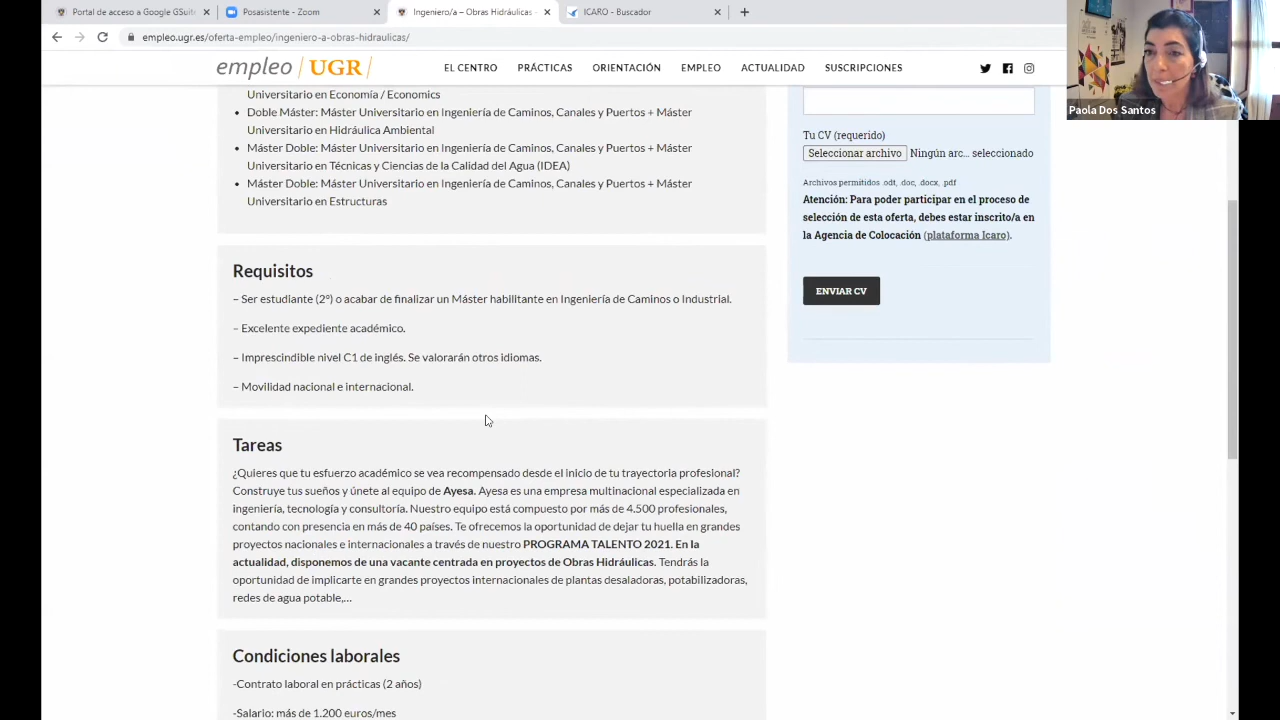 Portal de acceso a Google GSuite
Posasistente - Zoom
Ingeniero/a – Obras Hidráulicas -
ICARO - Buscador
empleo.ugr.es/oferta-empleo/ingeniero-a-obras-hidraulicas/
empleo / UGR /
EL CENTRO PRÁCTICAS ORIENTACIÓN EMPLEO ACTUALIDAD SUSCRIPCIONES
Paola Dos Santos
Universitario en Economía / Economics
• Doble Máster: Máster Universitario en Ingeniería de Caminos, Canales y Puertos + Máster
Universitario en Hidráulica Ambiental
• Máster Doble: Máster Universitario en Ingeniería de Caminos, Canales y Puertos + Máster
Universitario en Técnicas y Ciencias de la Calidad del Agua (IDEA)
• Máster Doble: Máster Universitario en Ingeniería de Caminos, Canales y Puertos + Máster
Universitario en Estructuras
Requisitos
– Ser estudiante (2º) o acabar de finalizar un Máster habilitante en Ingeniería de Caminos o Industrial.
– Excelente expediente académico.
– Imprescindible nivel C1 de inglés. Se valorarán otros idiomas.
– Movilidad nacional e internacional.
Tareas
¿Quieres que tu esfuerzo académico se vea recompensado desde el inicio de tu trayectoria profesional?
Construye tus sueños y únete al equipo de Ayesa. Ayesa es una empresa multinacional especializada en
ingeniería, tecnología y consultoría. Nuestro equipo está compuesto por más de 4.500 profesionales,
contando con presencia en más de 40 países. Te ofrecemos la oportunidad de dejar tu huella en grandes
proyectos nacionales e internacionales a través de nuestro PROGRAMA TALENTO 2021. En la
actualidad, disponemos de una vacante centrada en proyectos de Obras Hidráulicas. Tendrás la
oportunidad de implicarte en grandes proyectos internacionales de plantas desaladoras, potabilizadoras,
redes de agua potable,...
Condiciones laborales
-Contrato laboral en prácticas (2 años)
-Salario: más de 1.200 euros/mes
Tu CV (requerido)
Seleccionar archivo Ningún arc... seleccionado
Archivos permitidos .odt, .doc, .docx, .pdf
Atención: Para poder participar en el proceso de
selección de esta oferta, debes estar inscrito/a en
la Agencia de Colocación (plataforma Icaro).
ENVIAR CV